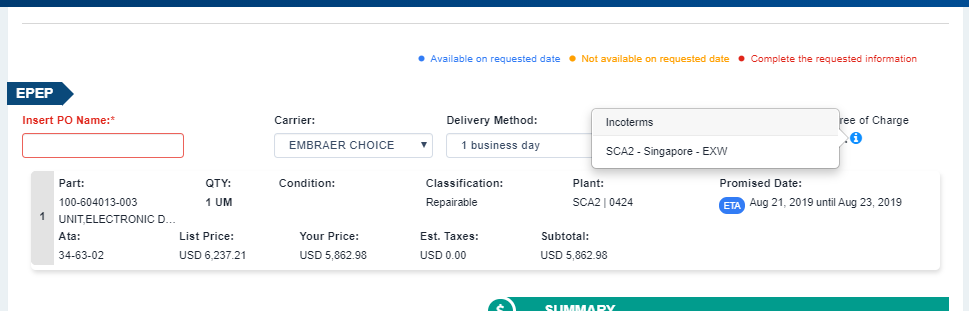 Available on requested date Not available on requested date Complete the requested information
EPEP
Insert PO Name:* Carrier: Delivery Method: ree of Charge
EMBRAER CHOICE 1 business day
Incoterms
SCA2 - Singapore - EXW
1
Part: QTY: Condition: Classification: Plant: Promised Date:
100-604013-003 1 UM Repairable SCA2 | 0424 ETA Aug 21, 2019 until Aug 23, 2019
UNIT,ELECTRONIC D...
Ata: List Price: Your Price: Est. Taxes: Subtotal:
34-63-02 USD 6,237.21 USD 5,862.98 USD 0.00 USD 5,862.98
$ SUMMARY